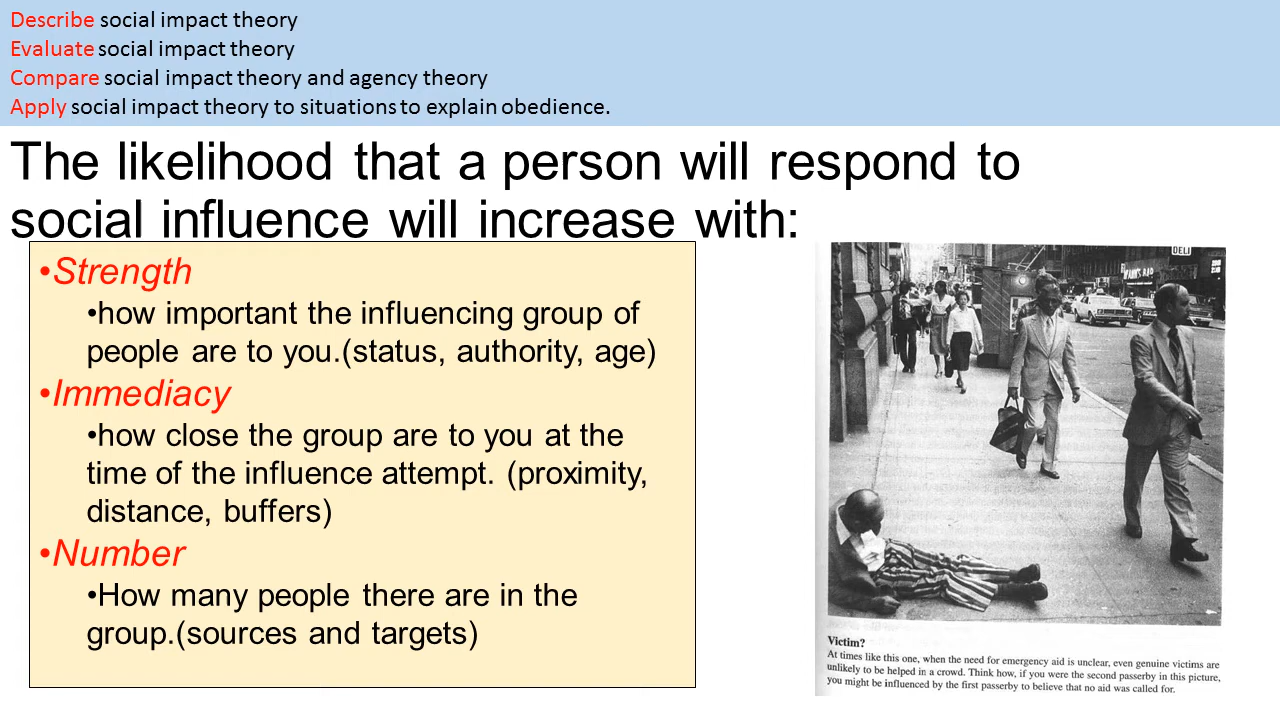 Describe social impact theory
Evaluate social impact theory
Compare social impact theory and agency theory
Apply social impact theory to situations to explain obedience.
The likelihood that a person will respond to
social influence will increase with:
•Strength
•how important the influencing group of
people are to you.(status, authority, age)
•Immediacy
•how close the group are to you at the
time of the influence attempt. (proximity,
distance, buffers)
•Number
•How many people there are in the
group.(sources and targets)
DELI
Victim?
At times like this one, when the need for emergency aid is unclear, even genuine victims are
unlikely to be helped in a crowd. Think how, if you were the second passerby in this picture,
you might be influenced by the first passerby to believe that no aid was called for.